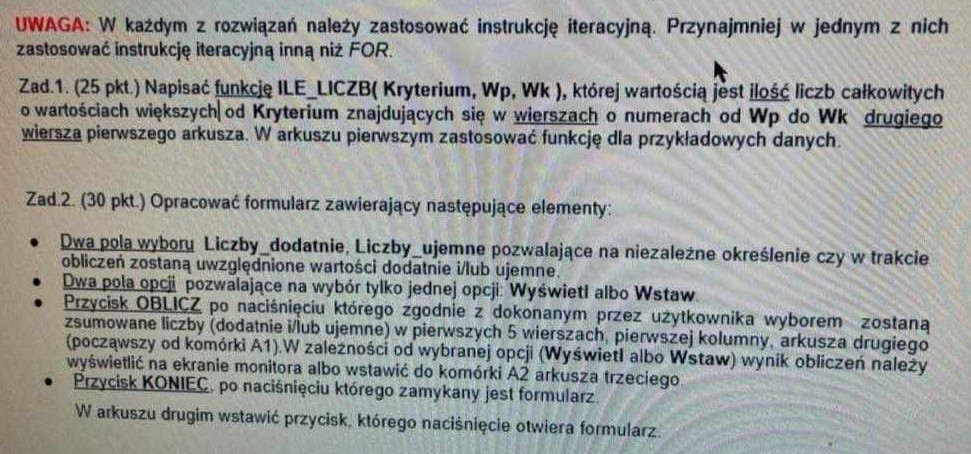 UWAGA: W każdym z rozwiązań należy zastosować instrukcję iteracyjną. Przynajmniej w jednym z nich
zastosować instrukcję iteracyjną inną niż FOR.
Zad.1. (25 pkt.) Napisać funkcję ILE_LICZB( Kryterium, Wp, Wk ), której wartością jest ilość liczb całkowitych
o wartościach większych od Kryterium znajdujących się w wierszach o numerach od Wp do Wk drugiego
wiersza pierwszego arkusza. W arkuszu pierwszym zastosować funkcję dla przykładowych danych.
Zad.2. (30 pkt.) Opracować formularz zawierający następujące elementy:
• Dwa pola wyboru Liczby_dodatnie, Liczby_ujemne pozwalające na niezależne określenie czy w trakcie
obliczeń zostaną uwzględnione wartości dodatnie i/lub ujemne.
• Dwa pola opcji pozwalające na wybór tylko jednej opcji: Wyświetl albo Wstaw.
• Przycisk OBLICZ po naciśnięciu którego zgodnie z dokonanym przez użytkownika wyborem zostaną
zsumowane liczby (dodatnie i/lub ujemne) w pierwszych 5 wierszach, pierwszej kolumny, arkusza drugiego
(począwszy od komórki A1).W zależności od wybranej opcji (Wyświetl albo Wstaw) wynik obliczeń należy
wyświetlić na ekranie monitora albo wstawić do komórki A2 arkusza trzeciego.
• Przycisk KONIEC, po naciśnięciu którego zamykany jest formularz.
W arkuszu drugim wstawić przycisk, którego naciśnięcie otwiera formularz.